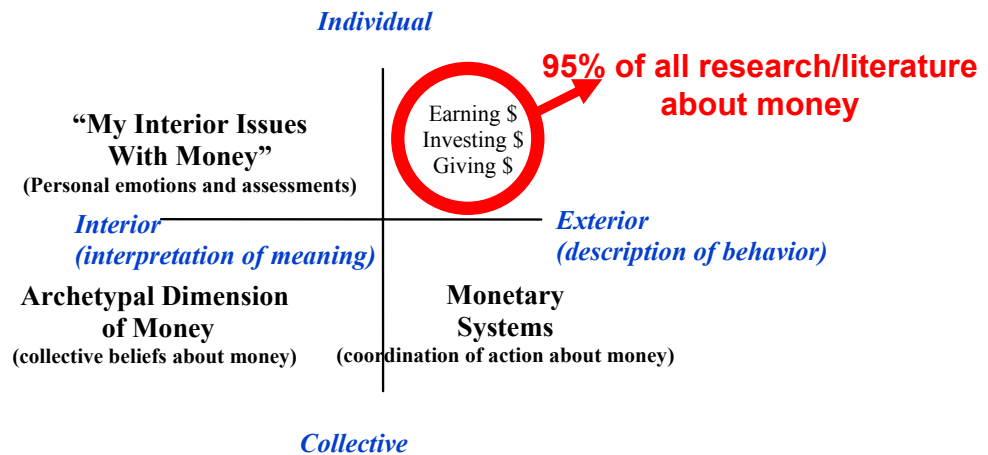 Individual
95% of all research/literature
about money
Earning $
Investing $
Giving $
“My Interior Issues
With Money”
(Personal emotions and assessments)
Interior
(interpretation of meaning)
Exterior
(description of behavior)
Archetypal Dimension
of Money
(collective beliefs about money)
Monetary
Systems
(coordination of action about money)
Collective